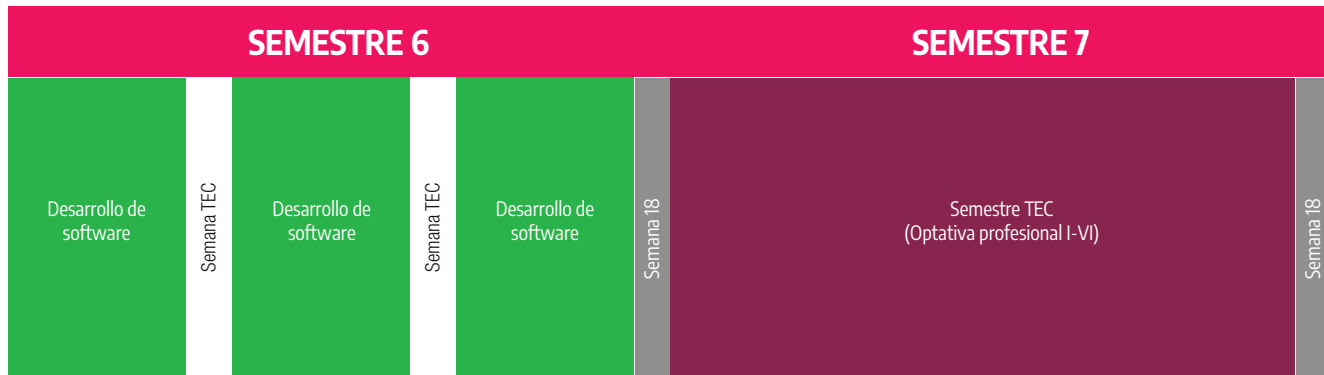 SEMESTRE 6
SEMESTRE 7
Desarrollo de
software
Semana TEC
Desarrollo de
software
Semana TEC
Desarrollo de
software
Semana 18
Semestre TEC
(Optativa profesional I-VI)
Semana 18